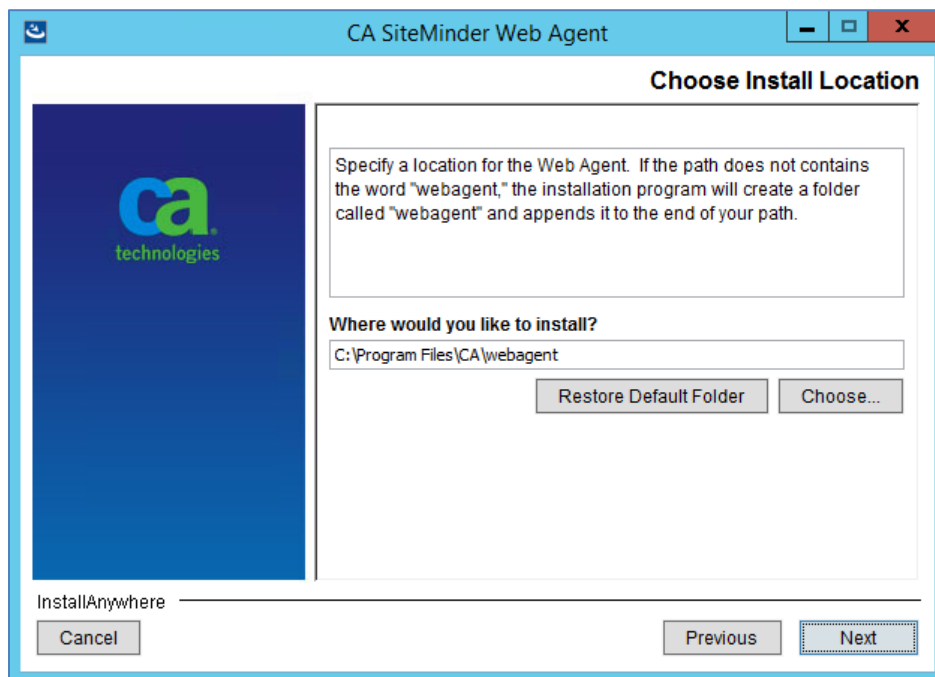 CA SiteMinder Web Agent
Choose Install Location
ca
technologies
Specify a location for the Web Agent. If the path does not contains
the word "webagent," the installation program will create a folder
called "webagent" and appends it to the end of your path.
Where would you like to install?
C:\Program Files\CA\webagent
Restore Default Folder
Choose...
InstallAnywhere
Cancel
Previous
Next